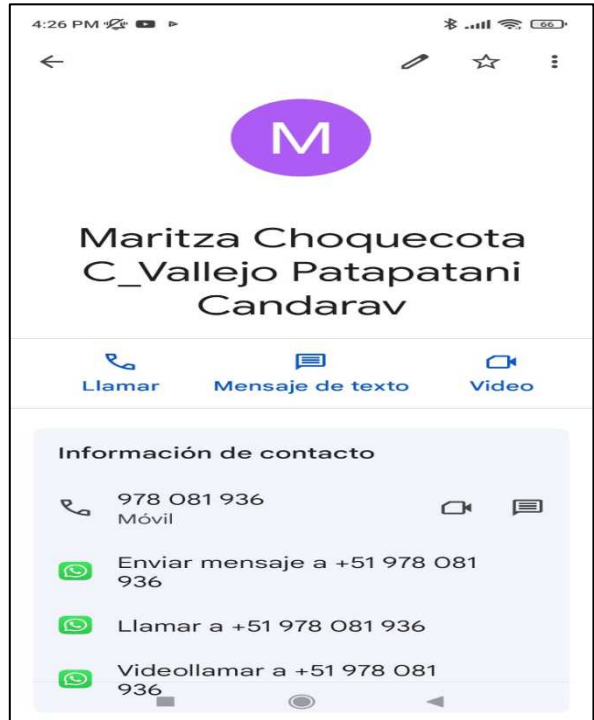 4:26 PM
66
M
Maritza Choquecota
C_Vallejo Patapatani
Candarav
Llamar
Mensaje de texto
Video
Información de contacto
978 081 936
Móvil
Enviar mensaje a +51 978 081
936
Llamar a +51 978 081 936
Videollamar a +51 978 081
936